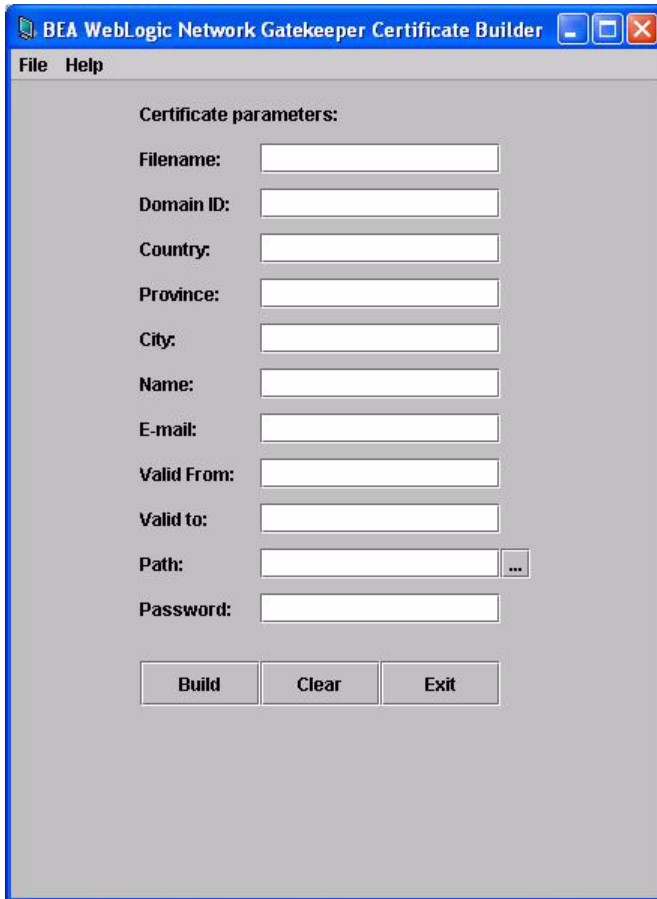 BEA WebLogic Network Gatekeeper Certificate Builder
File Help
Certificate parameters:
Filename:
Domain ID:
Country:
Province:
City:
Name:
E-mail:
Valid From:
Valid to:
Path: ...
Password:
Build Clear Exit